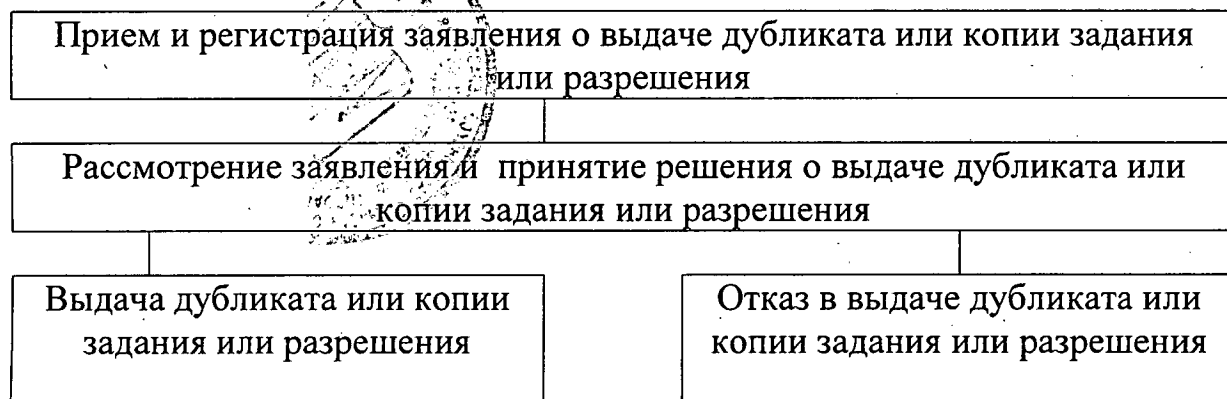 Прием и регистрация заявления о выдаче дубликата или копии задания
или разрешения
Рассмотрение заявления и принятие решения о выдаче дубликата или
копии задания или разрешения
Выдача дубликата или копии
задания или разрешения
Отказ в выдаче дубликата или
копии задания или разрешения